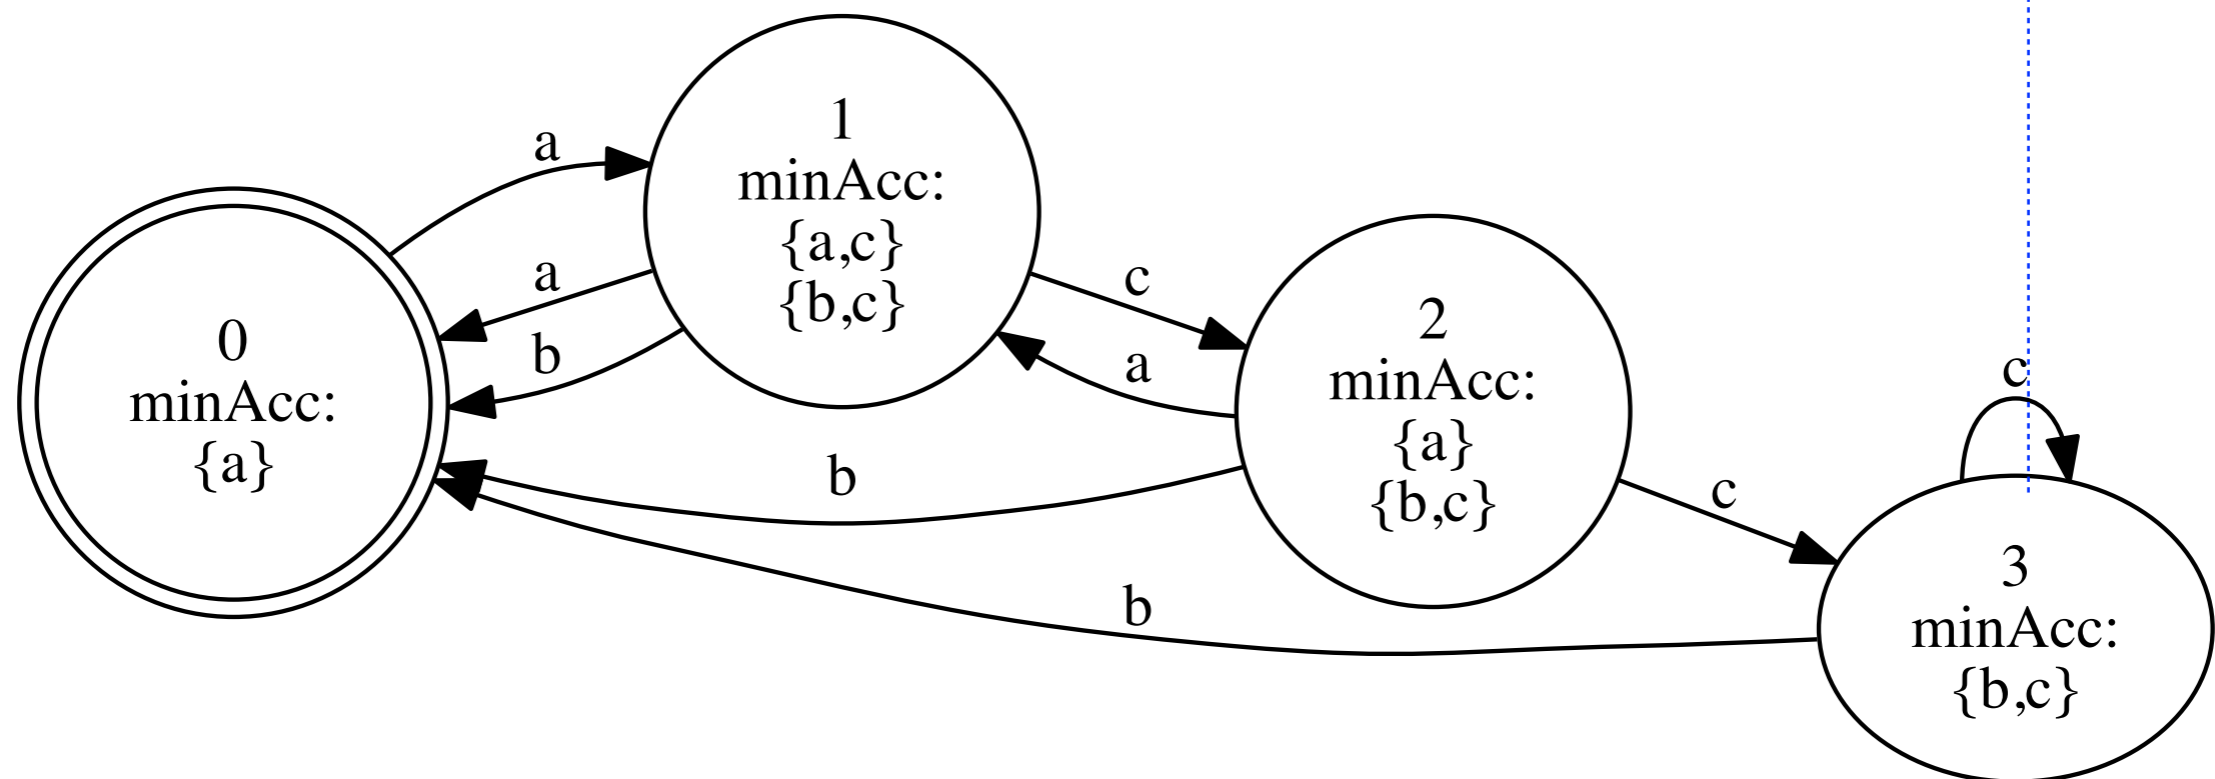 a
1
minAcc:
{a,c}
{b,c}
a
b
0
minAcc:
{a}
c
a
2
minAcc:
{a}
{b,c}
b
c
c
3
minAcc:
{b,c}
b